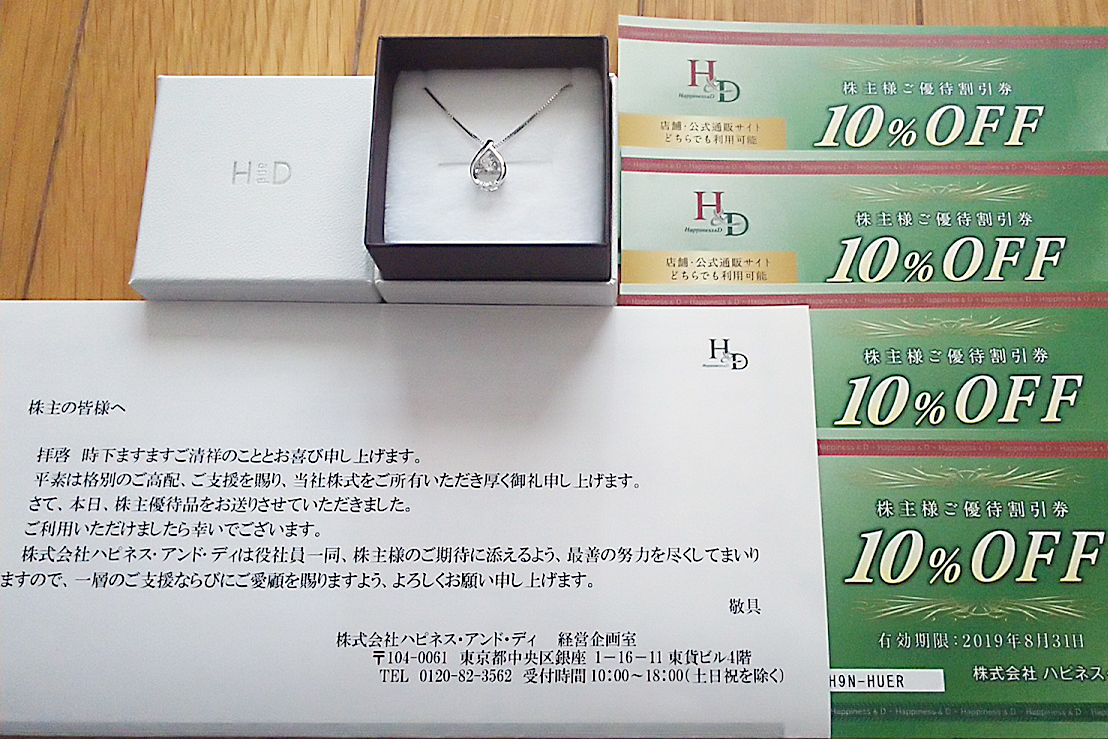 H and D
H&D
Happiness&D
店舗・公式通販サイト
どちらでも利用可能
株主様ご優待割引券
10%OFF
H&D
Happiness&D
店舗・公式通販サイト
どちらでも利用可能
Happiness & D - Happiness & D - Happiness & D
株主様ご優待割引券
10%OFF
株主様ご優待割引券
10%OFF
株主様ご優待割引券
10%OFF
有効期限:2019年8月31日
株式会社 ハピネス
H9N-HUER
Happiness & D - Happiness & D - Happiness & D
H&D
株主の皆様へ
拝啓 時下ますますご清祥のこととお喜び申し上げます。
平素は格別のご高配、ご支援を賜り、当社株式をご所有いただき厚く御礼申し上げます。
さて、本日、株主優待品をお送りさせていただきました。
ご利用いただけましたら幸いでございます。
株式会社ハピネス・アンド・ディは役社員一同、株主様のご期待に添えるよう、最善の努力を尽くしてまいり
ますので、一層のご支援ならびにご愛顧を賜りますよう、よろしくお願い申し上げます。
敬具
株式会社ハピネス・アンド・ディ 経営企画室
〒104-0061 東京都中央区銀座 1-16-11 東貨ビル4階
TEL 0120-82-3562 受付時間10:00~18:00(土日祝を除く)